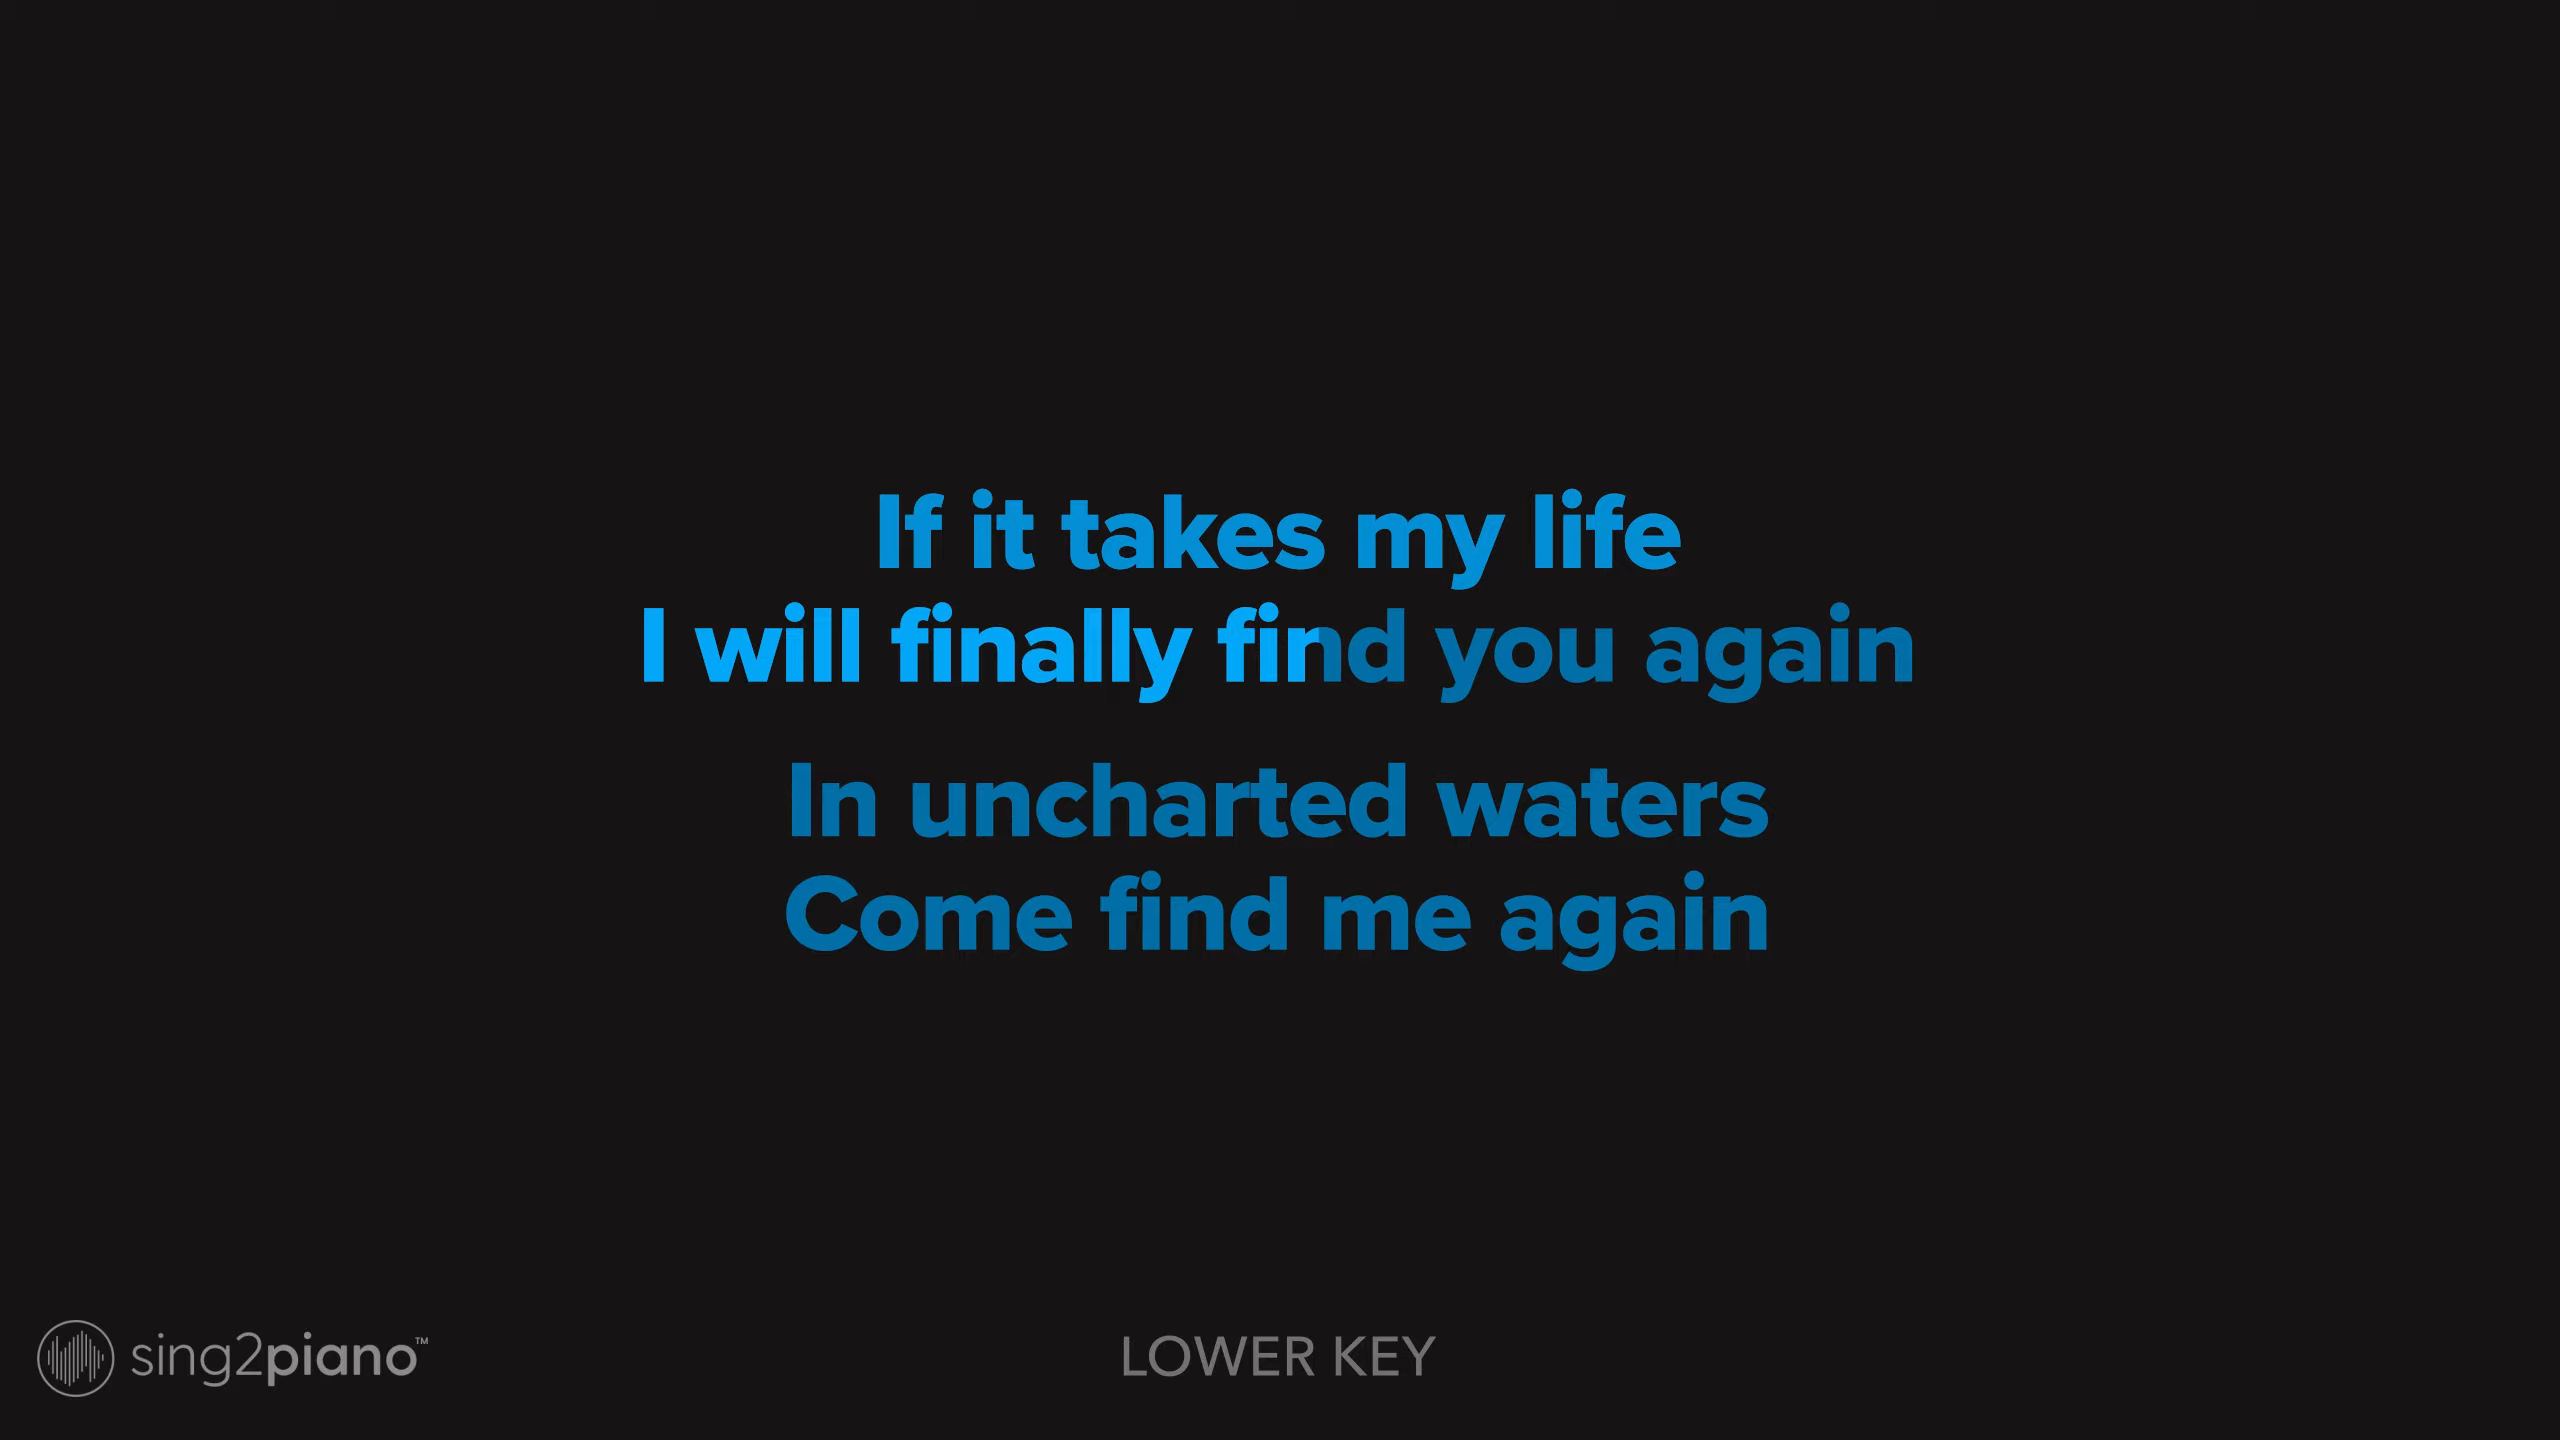 If it takes my life
I will finally find you again
In uncharted waters
Come find me again
sing2piano™
LOWER KEY